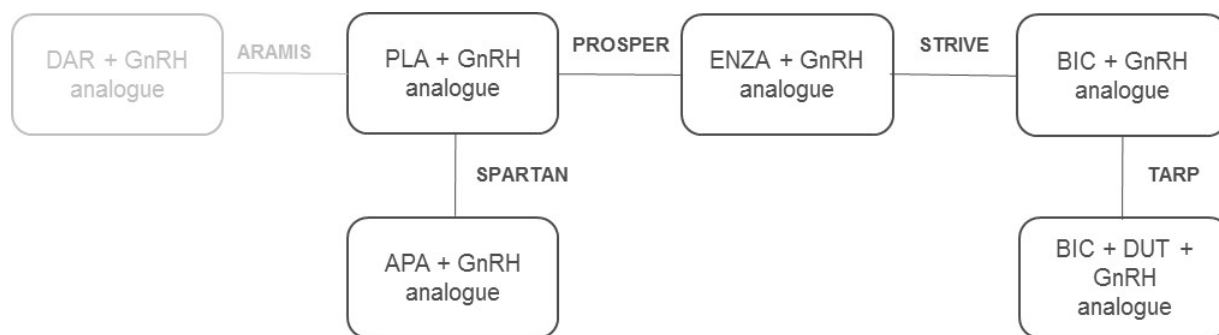 DAR + GnRH
analogue
ARAMIS
PLA + GnRH
analogue
PROSPER
ENZA + GnRH
analogue
STRIVE
BIC + GnRH
analogue
SPARTAN
TARP
APA + GnRH
analogue
BIC + DUT +
GnRH
analogue